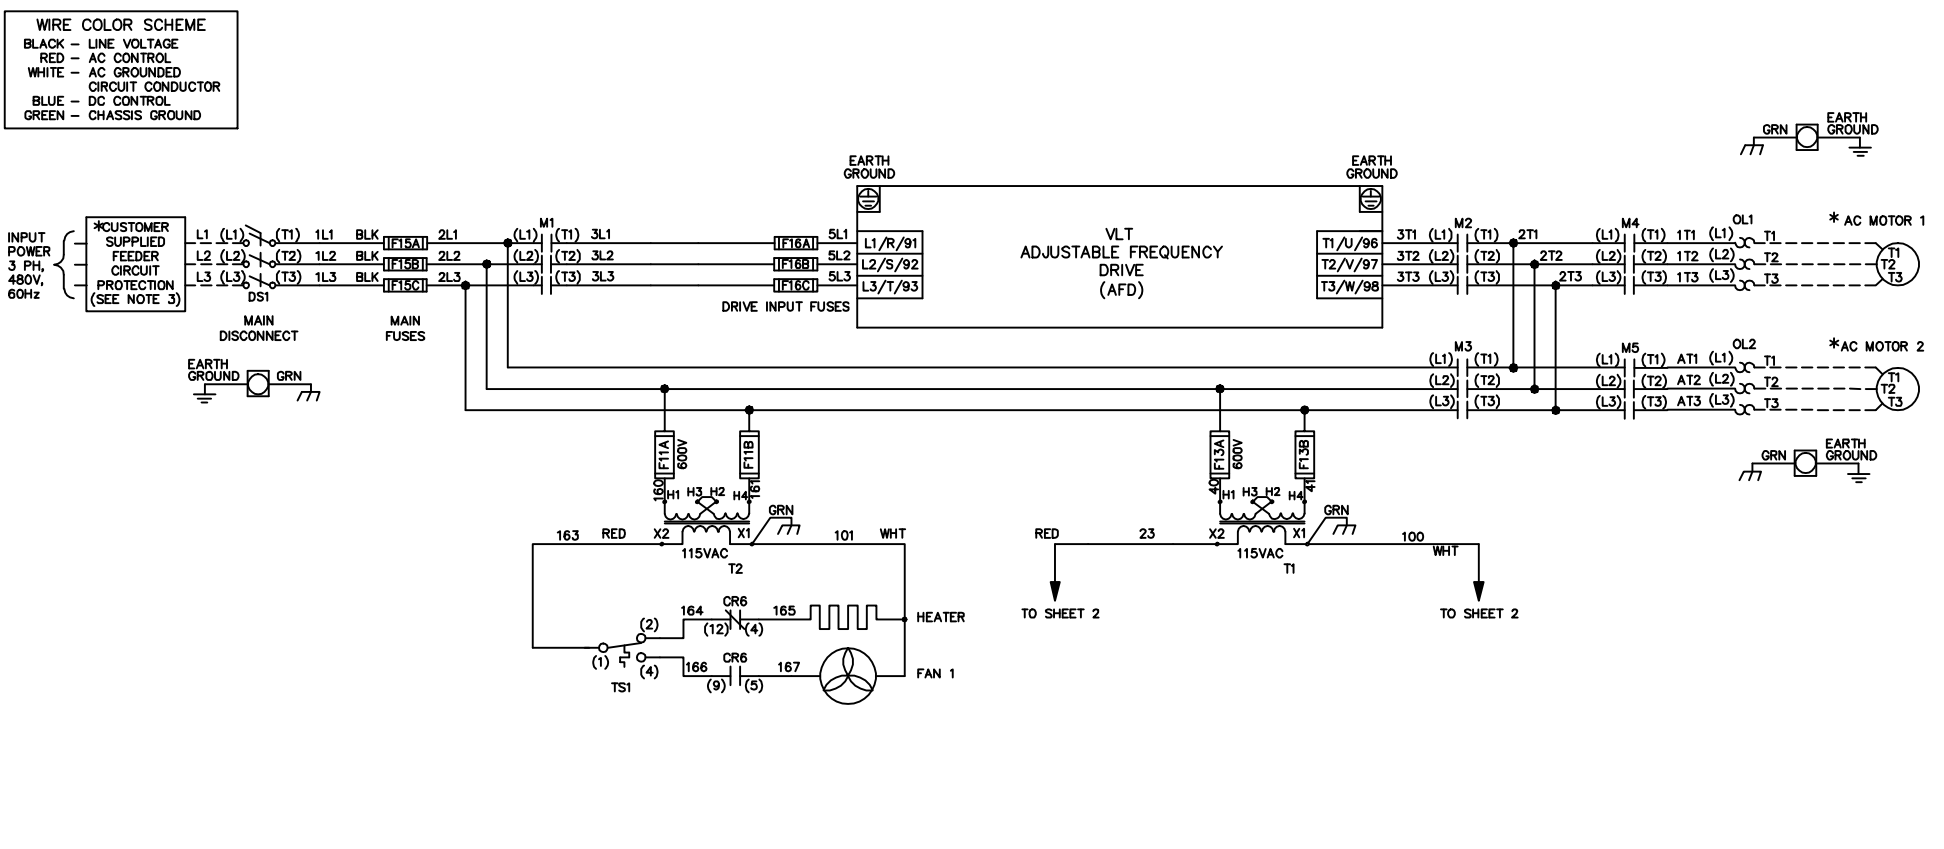 WIRE COLOR SCHEME
BLACK – LINE VOLTAGE
RED – AC CONTROL
WHITE – AC GROUNDED
CIRCUIT CONDUCTOR
BLUE – DC CONTROL
GREEN – CHASSIS GROUND
GRN
EARTH
GROUND
EARTH
GROUND
EARTH
GROUND
INPUT
POWER
3 PH,
480V,
60Hz
*CUSTOMER
SUPPLIED
FEEDER
CIRCUIT
PROTECTION
(SEE NOTE 3)
L1 (L1) (T1) 1L1 BLK F15A 2L1 (L1) M1 (T1) 3L1 F16A 5L1 L1/R/91
L2 (L2) (T2) 1L2 BLK F15B 2L2 (L2) (T2) 3L2 F16B 5L2 L2/S/92
L3 (L3) (T3) 1L3 BLK F15C 2L3 (L3) (T3) 3L3 F16C 5L3 L3/T/93
DS1
MAIN
DISCONNECT
MAIN
FUSES
DRIVE INPUT FUSES
VLT
ADJUSTABLE FREQUENCY
DRIVE
(AFD)
M2 M4 OL1 * AC MOTOR 1
T1/U/96 3T1 (L1) (T1) 2T1 (L1) (T1) 1T1 (L1) T1 T1
T2/V/97 3T2 (L2) (T2) 2T2 (L2) (T2) 1T2 (L2) T2 T2
T3/W/98 3T3 (L3) (T3) 2T3 (L3) (T3) 1T3 (L3) T3 T3
M3 M5 OL2 *AC MOTOR 2
(L1) (T1) (L1) (T1) AT1 (L1) T1 T1
(L2) (T2) (L2) (T2) AT2 (L2) T2 T2
(L3) (T3) (L3) (T3) AT3 (L3) T3 T3
EARTH
GROUND
GRN
GRN
EARTH
GROUND
F11A
600V
F11B
160
161
H1 H3 H2 H4
GRN
163 RED X2 X1 101 WHT
115VAC
T2
F13A
600V
F13B
40
41
H1 H3 H2 H4
GRN
RED 23 X2 X1 100
WHT
115VAC
T1
TO SHEET 2
TO SHEET 2
164 CR6 165
(12) (4)
HEATER
(2)
(1)
(4)
TS1
166 CR6 167
(9) (5)
FAN 1